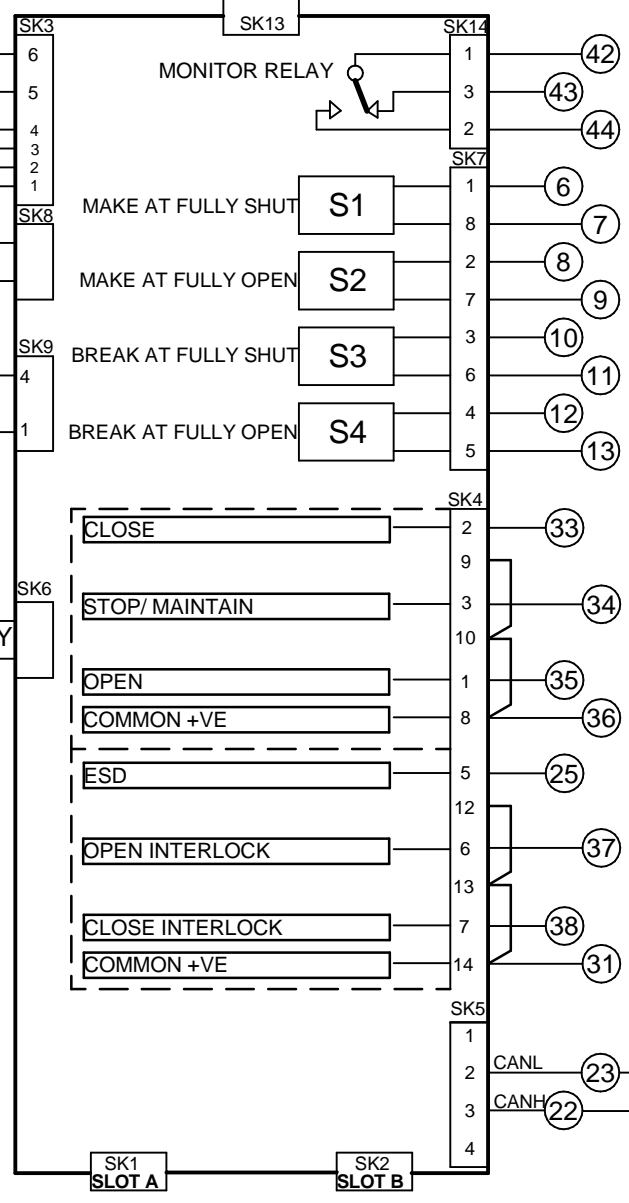 SK13
SK3
6
5
4
3
2
1
SK8
SK9
4
1
SK6
Y
MONITOR RELAY
SK14
1 42
3 43
2 44
SK7
MAKE AT FULLY SHUT S1 1 6
8 7
MAKE AT FULLY OPEN S2 2 8
7 9
BREAK AT FULLY SHUT S3 3 10
6 11
BREAK AT FULLY OPEN S4 4 12
5 13
SK4
CLOSE 2 33
9
STOP/ MAINTAIN 3 34
10
OPEN 1 35
COMMON +VE 8 36
ESD 5 25
12
OPEN INTERLOCK 6 37
13
CLOSE INTERLOCK 7 38
COMMON +VE 14 31
SK5
1
2 CANL 23
3 CANH 22
4
SK1
SLOT A
SK2
SLOT B